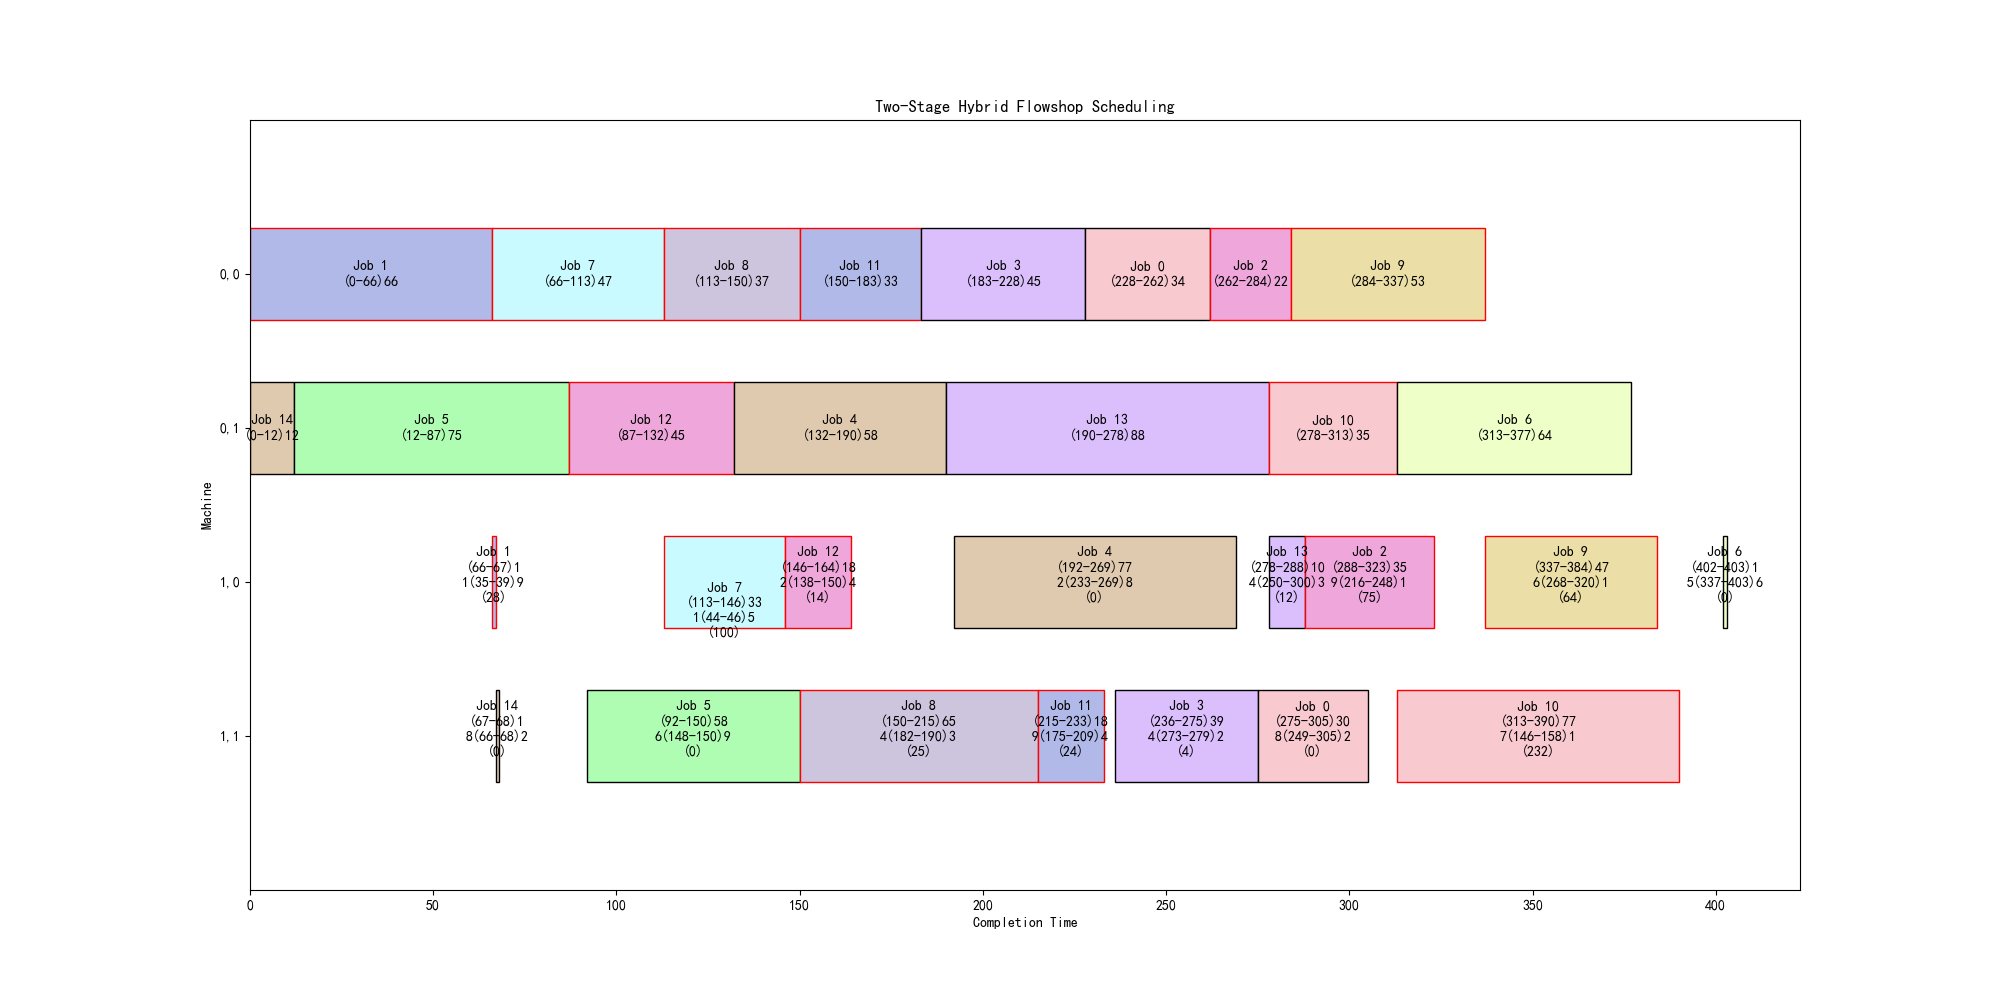 Two-Stage Hybrid Flowshop Scheduling
Machine
0,0
Job 1
(0-66)66
Job 7
(66-113)47
Job 8
(113-150)37
Job 11
(150-183)33
Job 3
(183-228)45
Job 0
(228-262)34
Job 2
(262-284)22
Job 9
(284-337)53
0,1
Job 14
(0-12)12
Job 5
(12-87)75
Job 12
(87-132)45
Job 4
(132-190)58
Job 13
(190-278)88
Job 10
(278-313)35
Job 6
(313-377)64
1,0
Job 1
(66-67)1
1(35-39)9
(28)
Job 7
(113-146)33
1(44-46)5
(100)
Job 12
(146-164)18
2(138-150)4
(14)
Job 4
(192-269)77
2(233-269)8
(0)
Job 13
(278-288)10
4(250-300)3
(12)
Job 2
(288-323)35
9(216-248)1
(75)
Job 9
(337-384)47
6(268-320)1
(64)
Job 6
(402-403)1
5(337-403)6
(0)
1,1
Job 14
(67-68)1
8(66-68)2
(0)
Job 5
(92-150)58
6(148-150)9
(0)
Job 8
(150-215)65
4(182-190)3
(25)
Job 11
(215-233)18
9(175-209)4
(24)
Job 3
(236-275)39
4(273-279)2
(4)
Job 0
(275-305)30
8(249-305)2
(0)
Job 10
(313-390)77
7(146-158)1
(232)
0
50
100
150
200
250
300
350
400
Completion Time